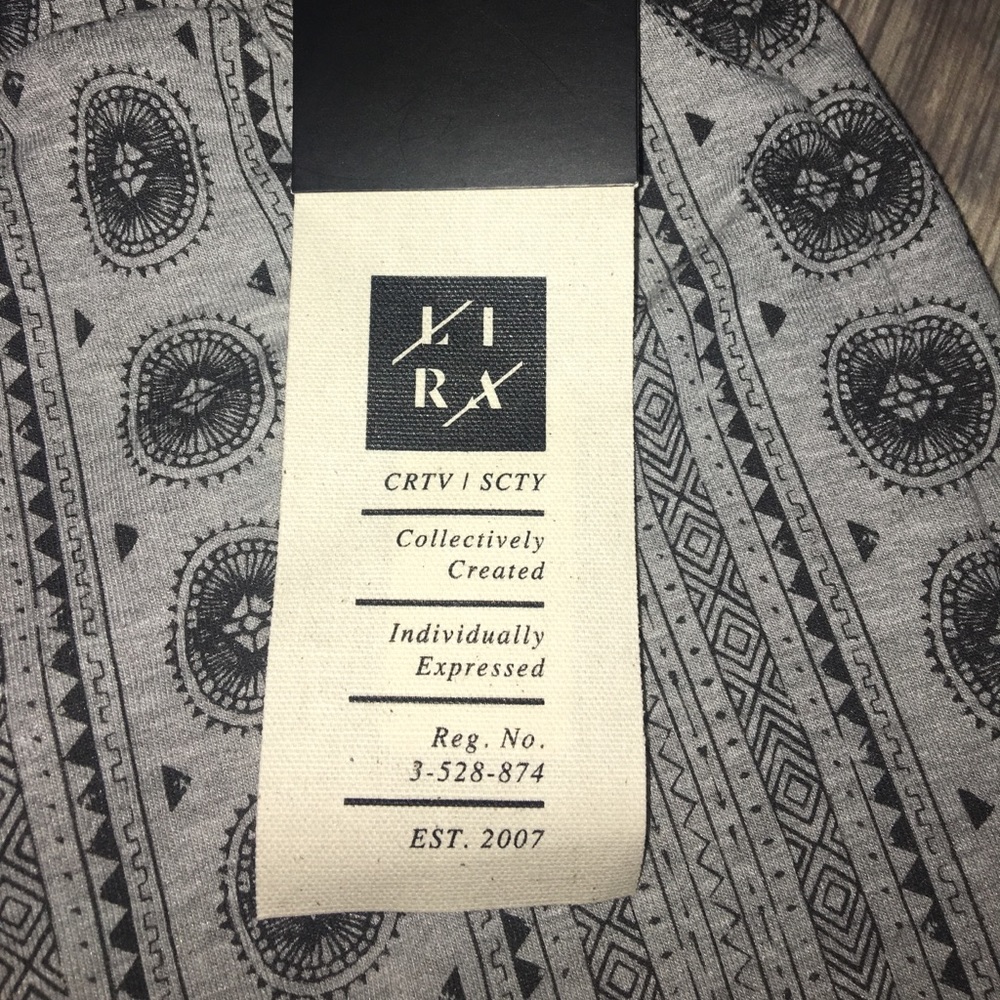 LI
RA
CRTV | SCTY
Collectively
Created
Individually
Expressed
Reg. No.
3-528-874
EST. 2007